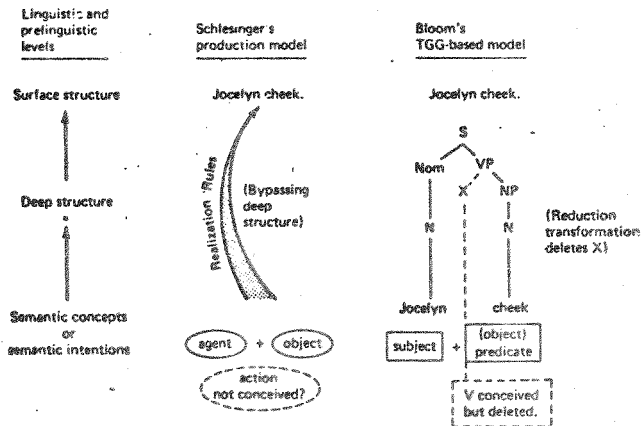 Linguistic and
prelinguistic
levels
Surface structure
Deep structure
Semantic concepts
or
semantic intentions
Schlesinger's
production model
Jocelyn cheek.
Realization Rules
(Bypassing
deep
structure)
agent + object
action
not conceived?
Bloom's
TGG-based model
Jocelyn cheek.
S
Nom VP
X NP
N N
(Reduction
transformation
deletes X)
Jocelyn cheek
subject + (object)
predicate
V conceived
but deleted.